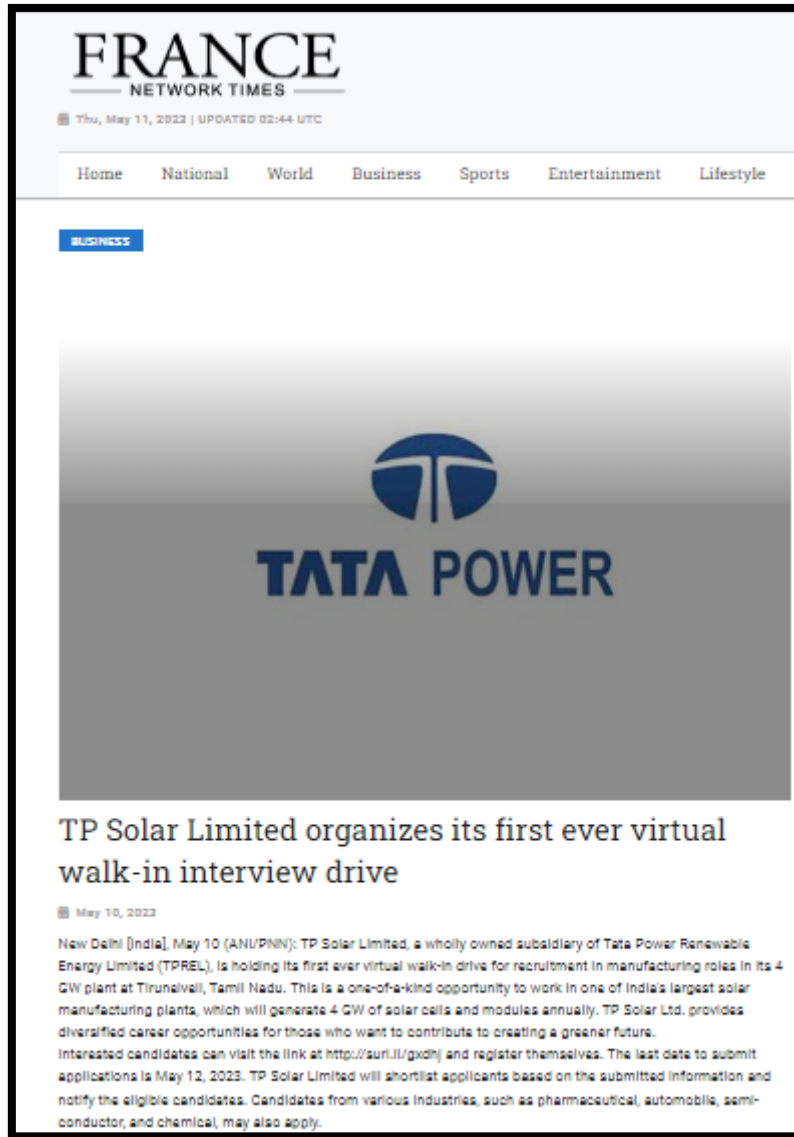 FRANCE
NETWORK TIMES
Thu, May 11, 2023 | UPDATED 02:44 UTC
Home National World Business Sports Entertainment Lifestyle
BUSINESS
TATA POWER
TP Solar Limited organizes its first ever virtual
walk-in interview drive
May 10, 2023
New Delhi [India], May 10 (ANI/PNN): TP Solar Limited, a wholly owned subsidiary of Tata Power Renewable
Energy Limited (TPREL), is holding its first ever virtual walk-in drive for recruitment in manufacturing roles in its 4
GW plant at Tirunelveli, Tamil Nadu. This is a one-of-a-kind opportunity to work in one of India's largest solar
manufacturing plants, which will generate 4 GW of solar cells and modules annually. TP Solar Ltd. provides
diversified career opportunities for those who want to contribute to creating a greener future.
Interested candidates can visit the link at http://surl.li/gxdhj and register themselves. The last date to submit
applications is May 12, 2023. TP Solar Limited will shortlist applicants based on the submitted information and
notify the eligible candidates. Candidates from various industries, such as pharmaceutical, automobile, semi-
conductor, and chemical, may also apply.